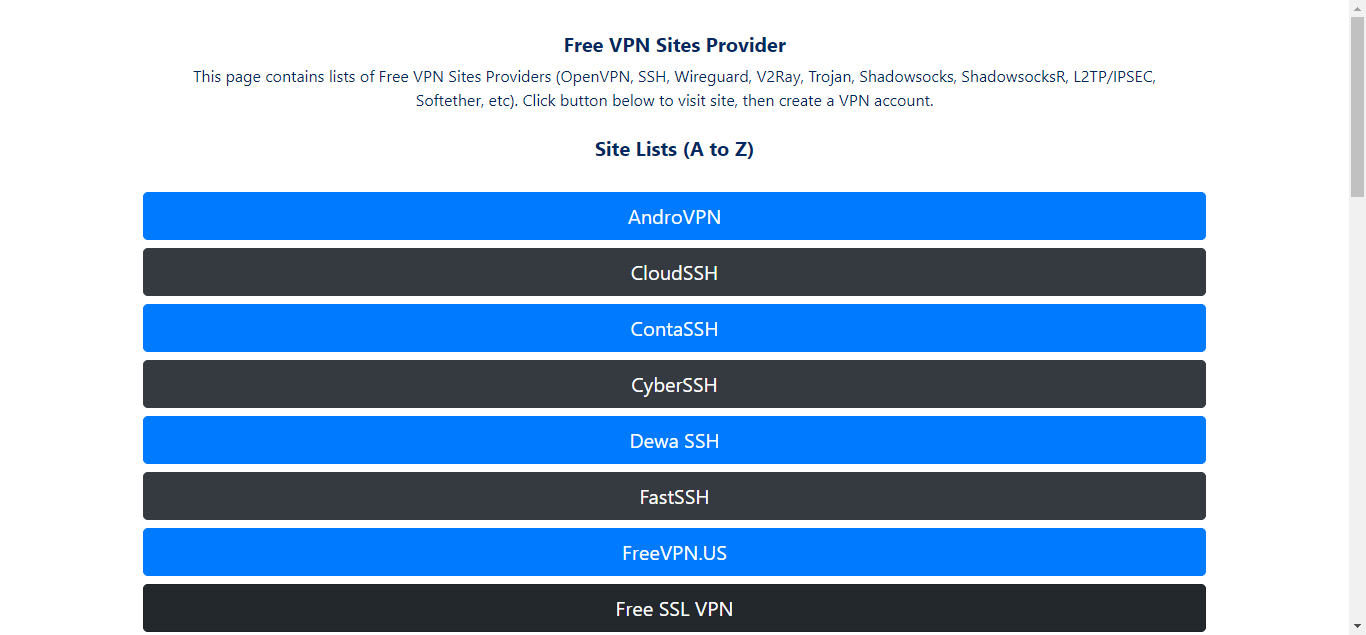 Free VPN Sites Provider
This page contains lists of Free VPN Sites Providers (OpenVPN, SSH, Wireguard, V2Ray, Trojan, Shadowsocks, ShadowsocksR, L2TP/IPSEC,
Softether, etc). Click button below to visit site, then create a VPN account.
Site Lists (A to Z)
AndroVPN
CloudSSH
ContaSSH
CyberSSH
Dewa SSH
FastSSH
FreeVPN.US
Free SSL VPN